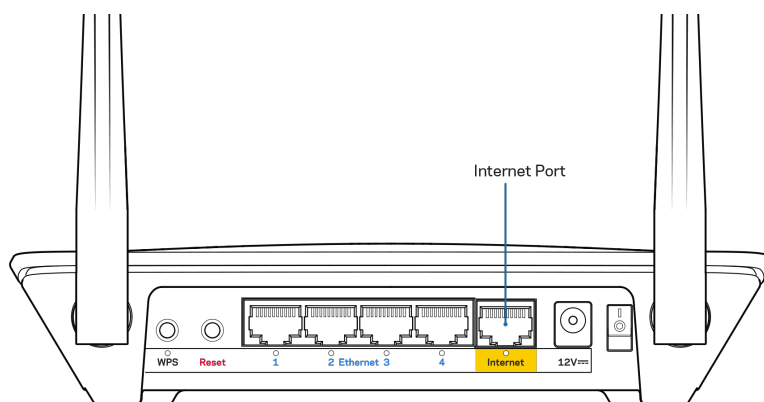 Internet Port
WPS Reset 1 2 Ethernet 3 4 Internet 12V⎓